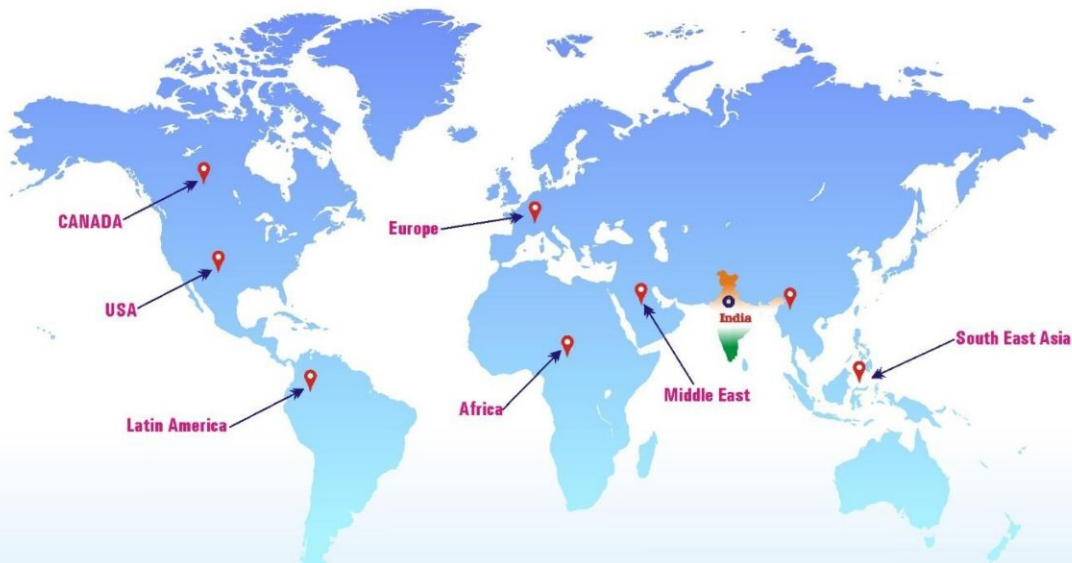 CANADA
Europe
USA
India
South East Asia
Middle East
Africa
Latin America